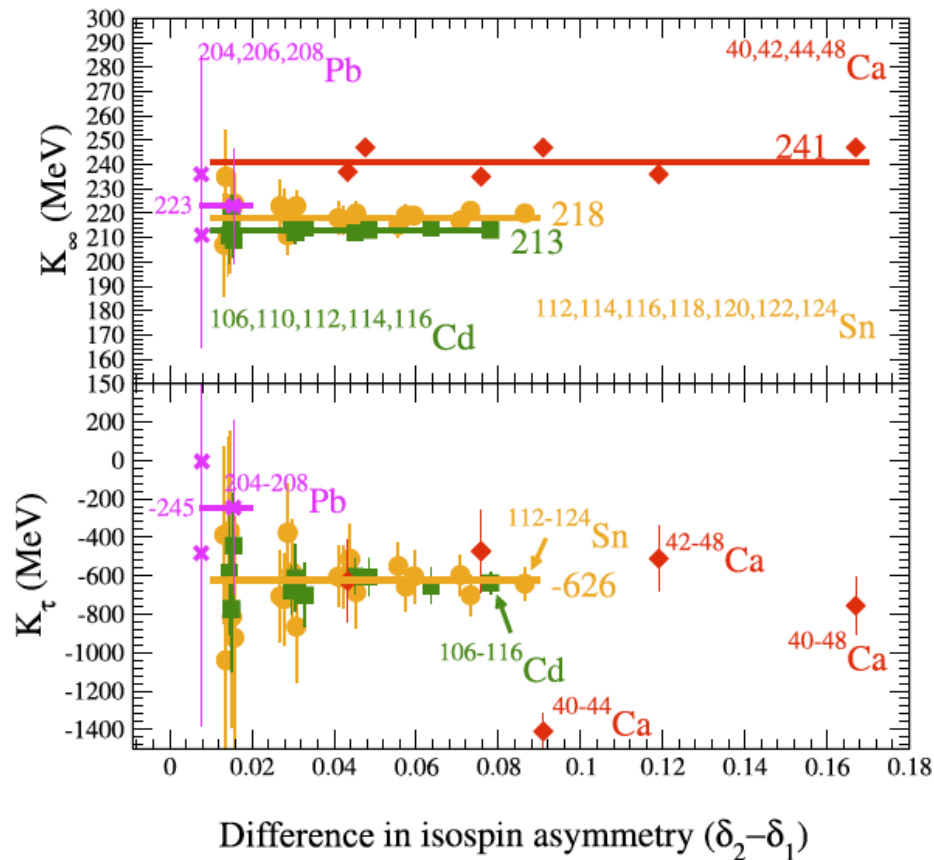 300
290
280
270
260
250
240
230
220
210
200
190
180
170
160
150
K∞ (MeV)
204,206,208Pb
40,42,44,48Ca
241
223
218
213
106,110,112,114,116Cd
112,114,116,118,120,122,124Sn
200
0
-200
-400
-600
-800
-1000
-1200
-1400
Kτ (MeV)
204-208Pb
-245
112-124Sn
42-48Ca
-626
106-116Cd
40-48Ca
40-44Ca
0 0.02 0.04 0.06 0.08 0.1 0.12 0.14 0.16 0.18
Difference in isospin asymmetry (δ2−δ1)